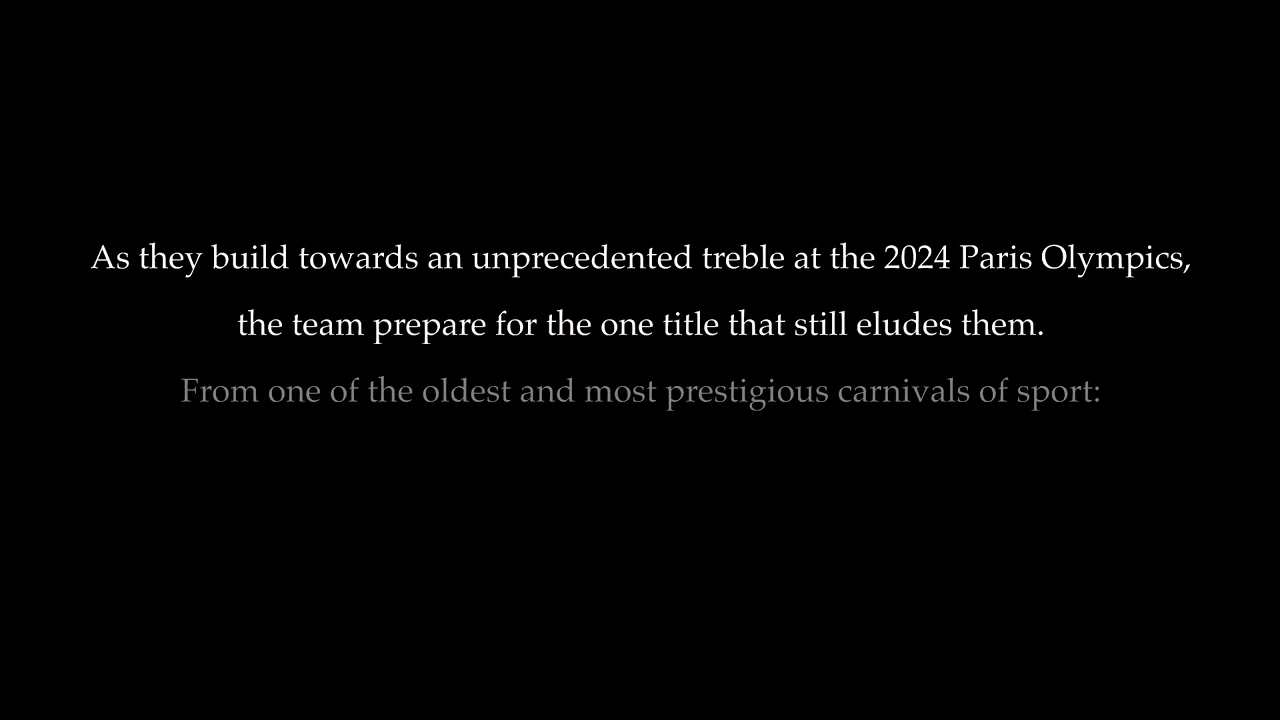 As they build towards an unprecedented treble at the 2024 Paris Olympics,
the team prepare for the one title that still eludes them.
From one of the oldest and most prestigious carnivals of sport: